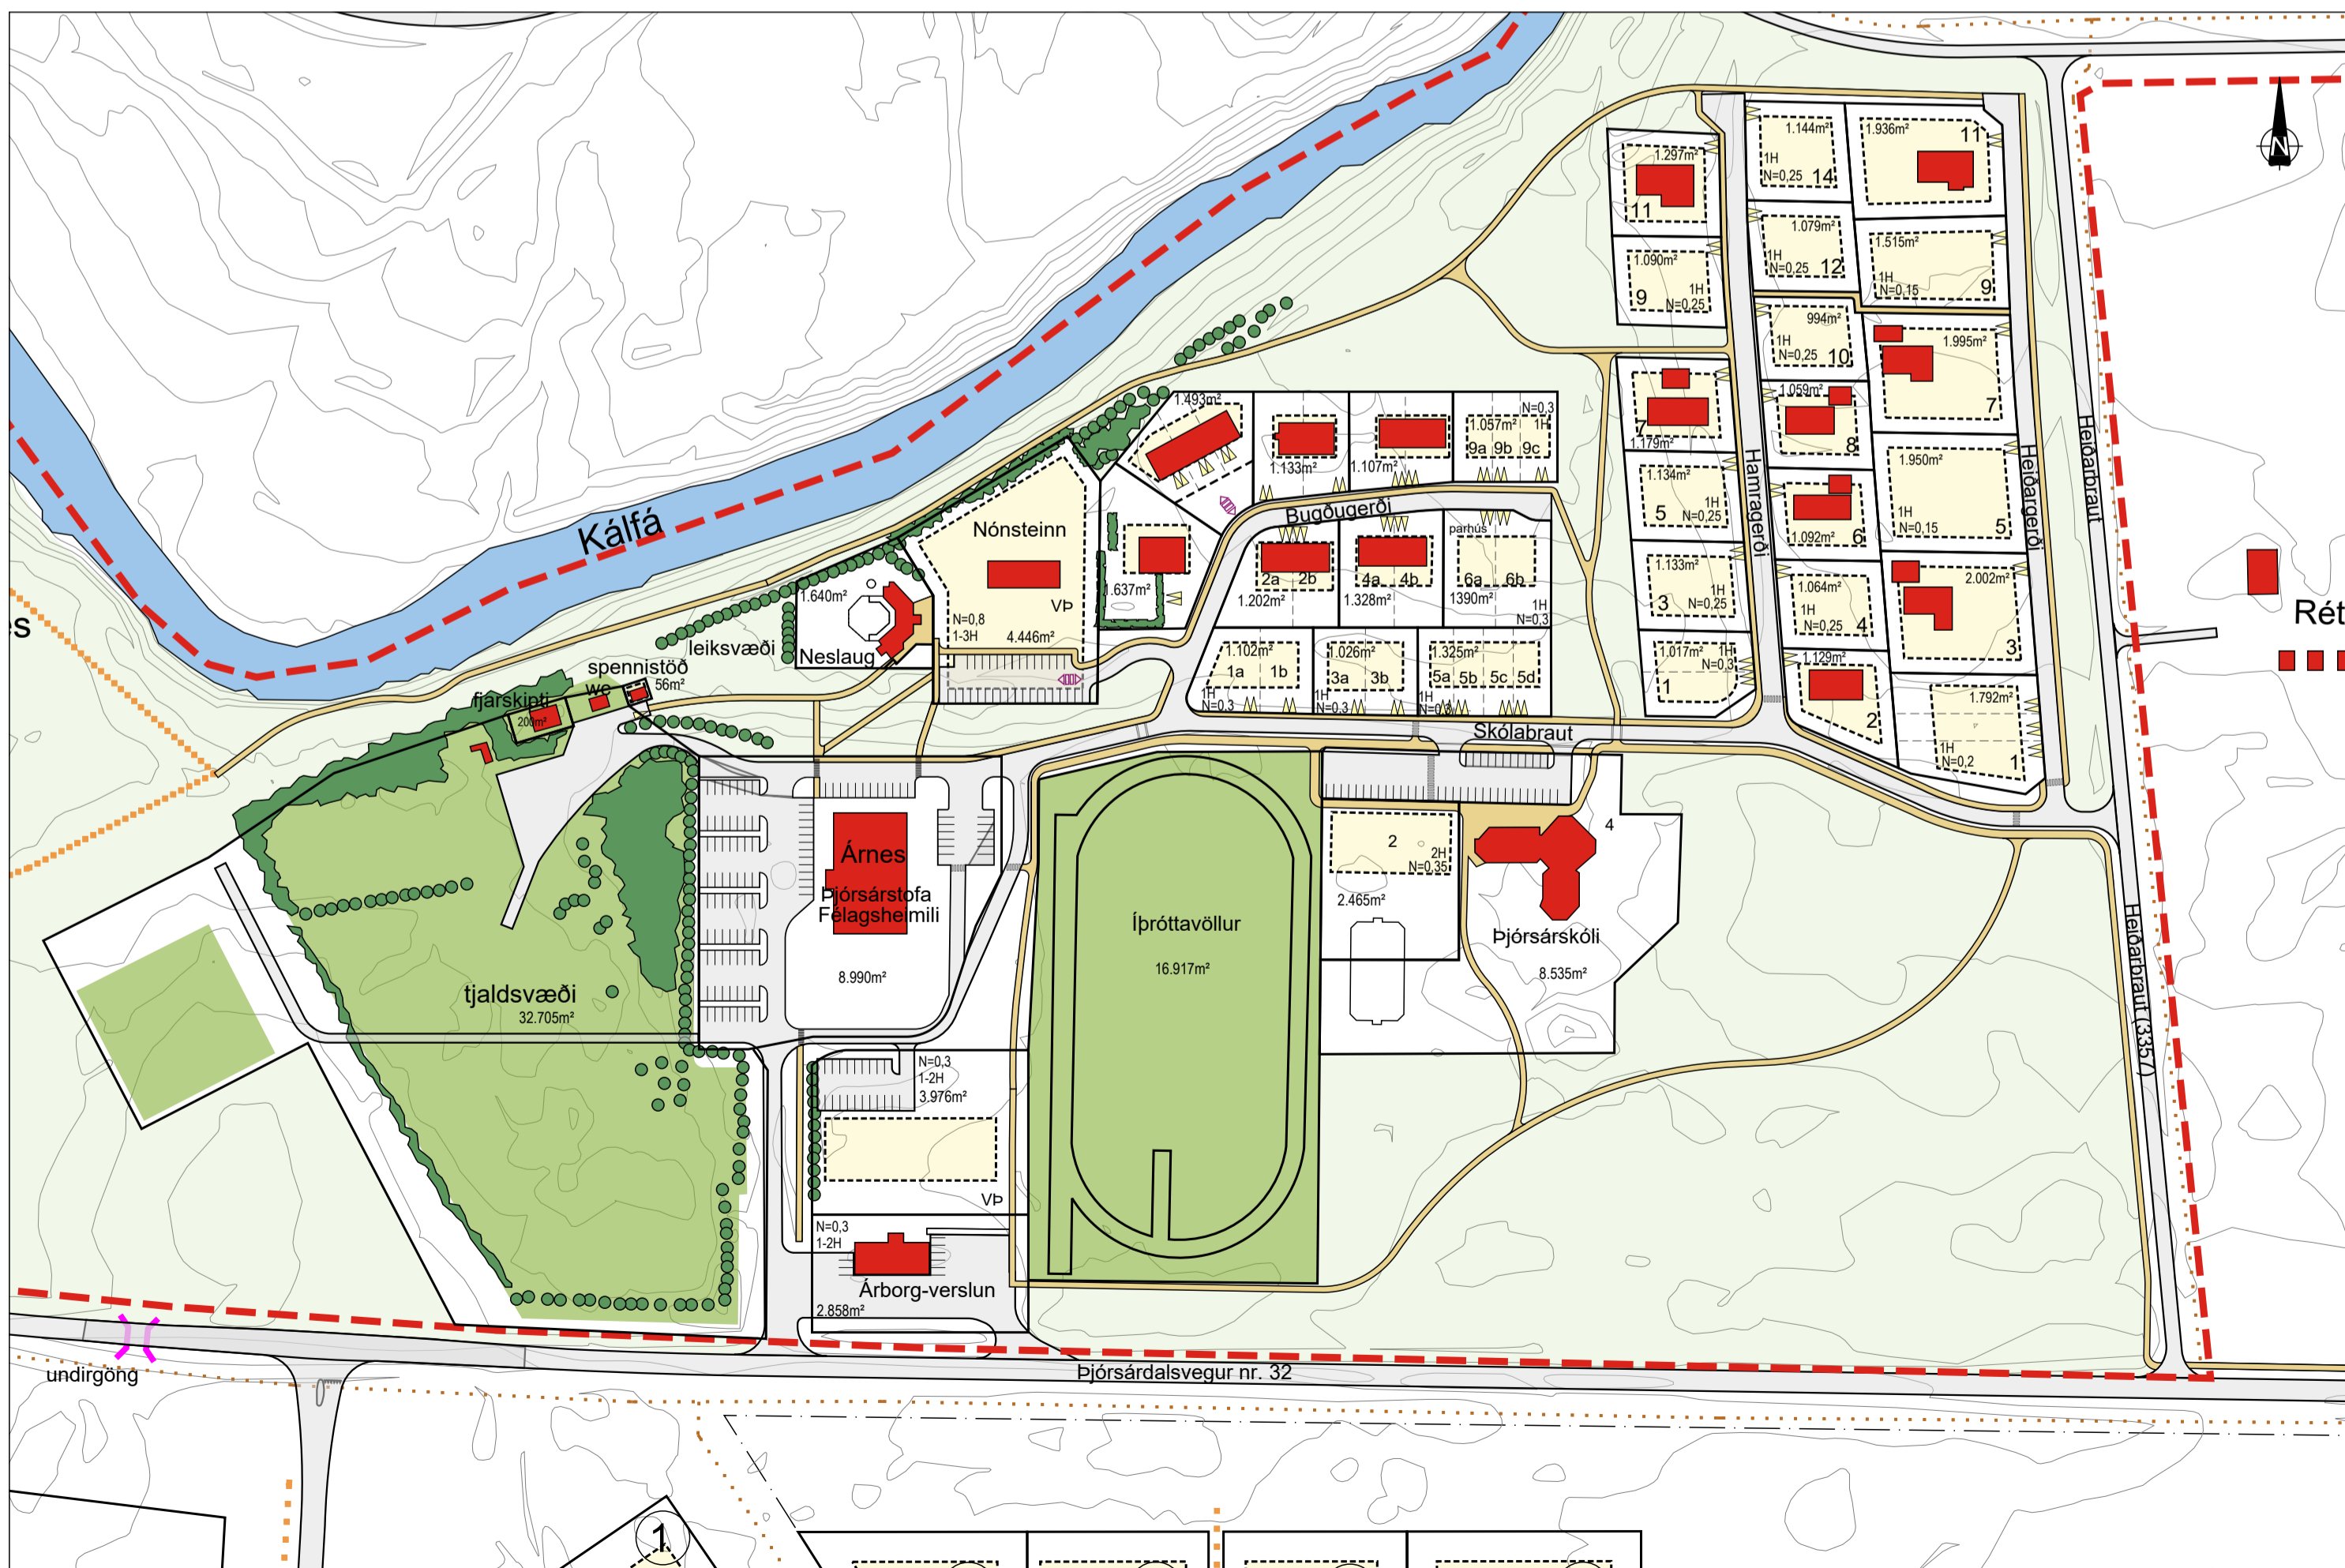 1.144m²
1H
N=0,25
14
1.936m²
11
1.297m²
11
1.079m²
1H
N=0,25
12
1.515m²
1H
N=0,15
9
1.090m²
1H
N=0,25
9
994m²
1H
N=0,25
10
1.995m²
7
1.059m²
8
7
1.179m²
1.134m²
1H
N=0,25
5
1.950m²
1H
N=0,15
5
1.092m²
6
1.133m²
1H
N=0,25
3
1.064m²
1H
N=0,25
4
2.002m²
3
1.017m²
1H
N=0,3
1
1.129m²
2
1.792m²
1H
N=0,2
1
Hamragerði
Heiðargerði
Heiðarbraut
Heiðarbraut (3357)
N
Rét
Kálfá
1.493m²
1.133m²
1.107m²
N=0,3
1.057m²
1H
9a 9b 9c
Bugðugerði
Nónsteinn
VÞ
N=0,8
1-3H
4.446m²
1.637m²
2a 2b
1.202m²
4a 4b
1.328m²
parhús
6a 6b
1390m²
1H
N=0,3
1.102m²
1a 1b
1H
N=0,3
1.026m²
3a 3b
1H
N=0,3
1.325m²
5a 5b 5c 5d
1H
N=0,3
Skólabraut
1.640m²
Neslaug
leiksvæði
spennistöð
56m²
wc
fjarskipti
200m²
Árnes
Þjórsárstofa
Félagsheimili
8.990m²
tjaldsvæði
32.705m²
Íþróttavöllur
16.917m²
2
2H
N=0,35
2.465m²
4
Þjórsárskóli
8.535m²
N=0,3
1-2H
3.976m²
VÞ
N=0,3
1-2H
Árborg-verslun
2.858m²
undirgöng
Þjórsárdalsvegur nr. 32
1